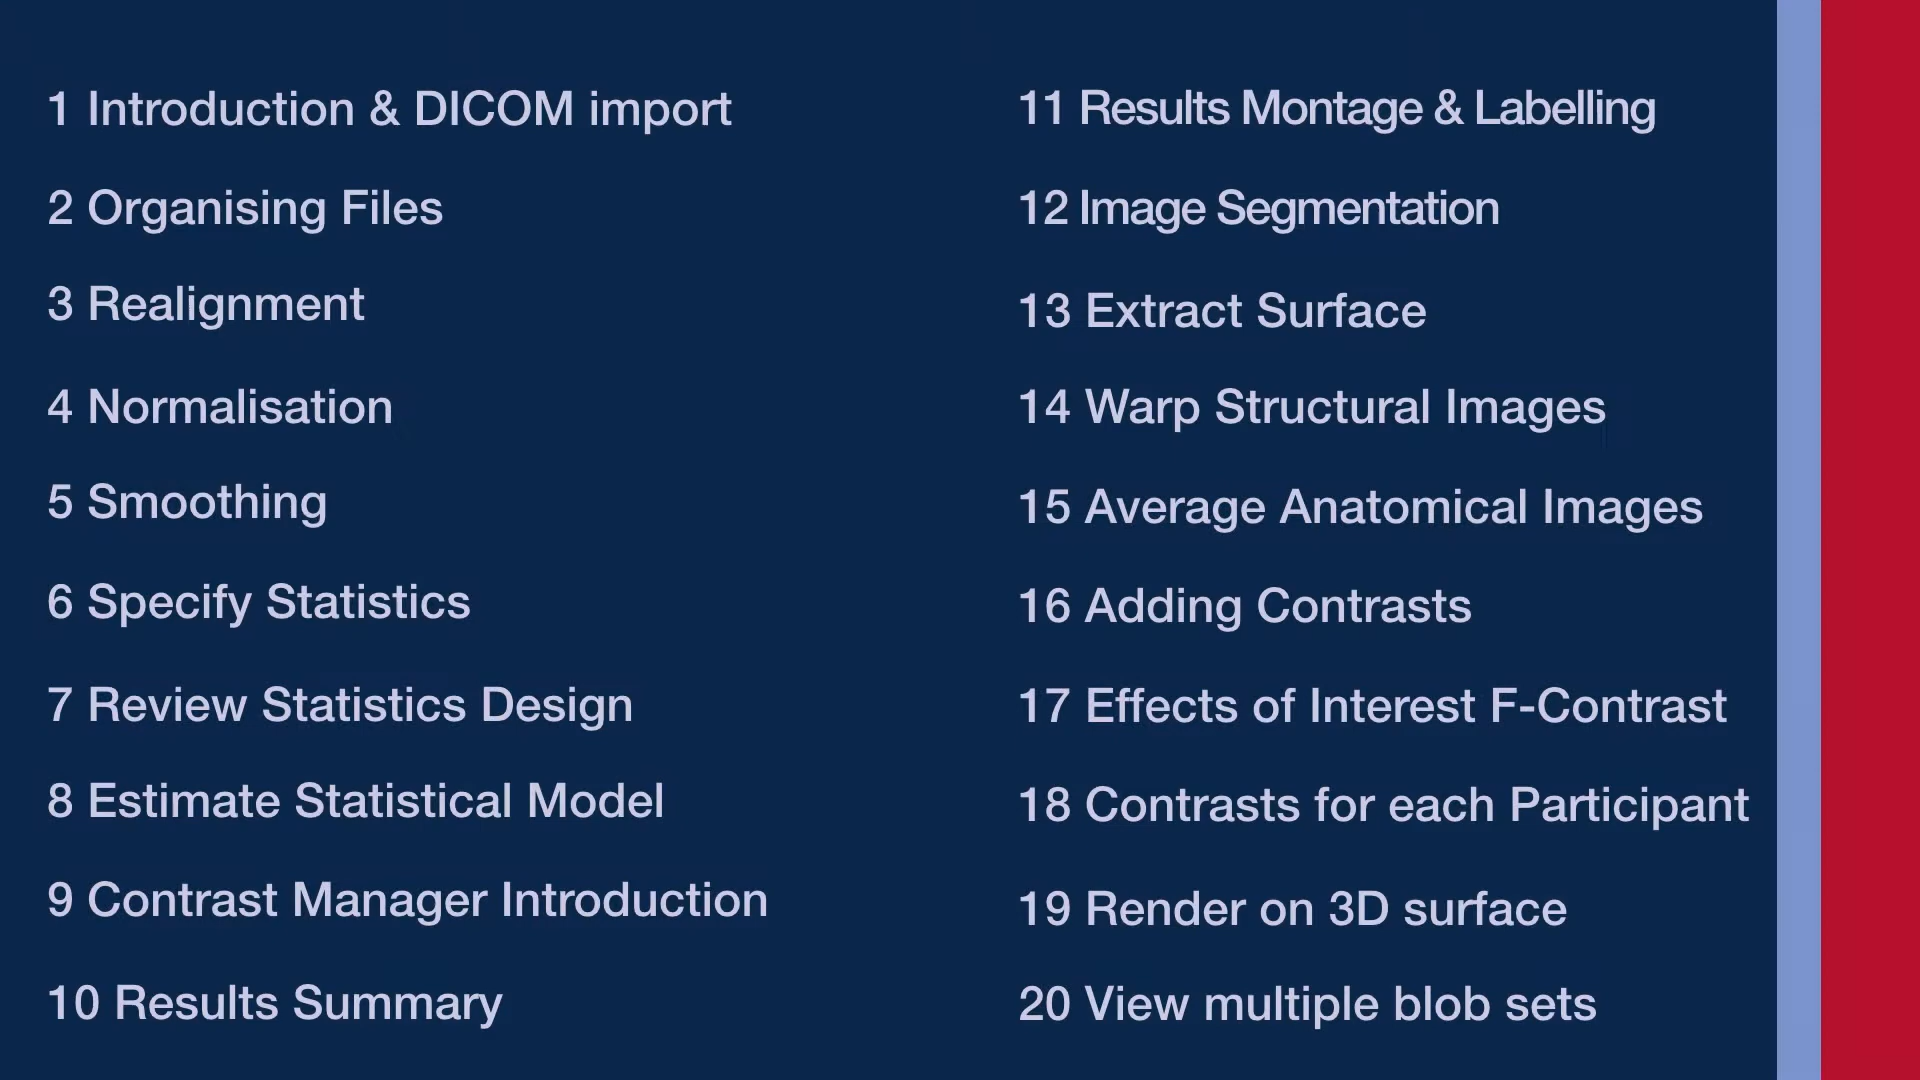 1 Introduction & DICOM import
2 Organising Files
3 Realignment
4 Normalisation
5 Smoothing
6 Specify Statistics
7 Review Statistics Design
8 Estimate Statistical Model
9 Contrast Manager Introduction
10 Results Summary
11 Results Montage & Labelling
12 Image Segmentation
13 Extract Surface
14 Warp Structural Images
15 Average Anatomical Images
16 Adding Contrasts
17 Effects of Interest F-Contrast
18 Contrasts for each Participant
19 Render on 3D surface
20 View multiple blob sets